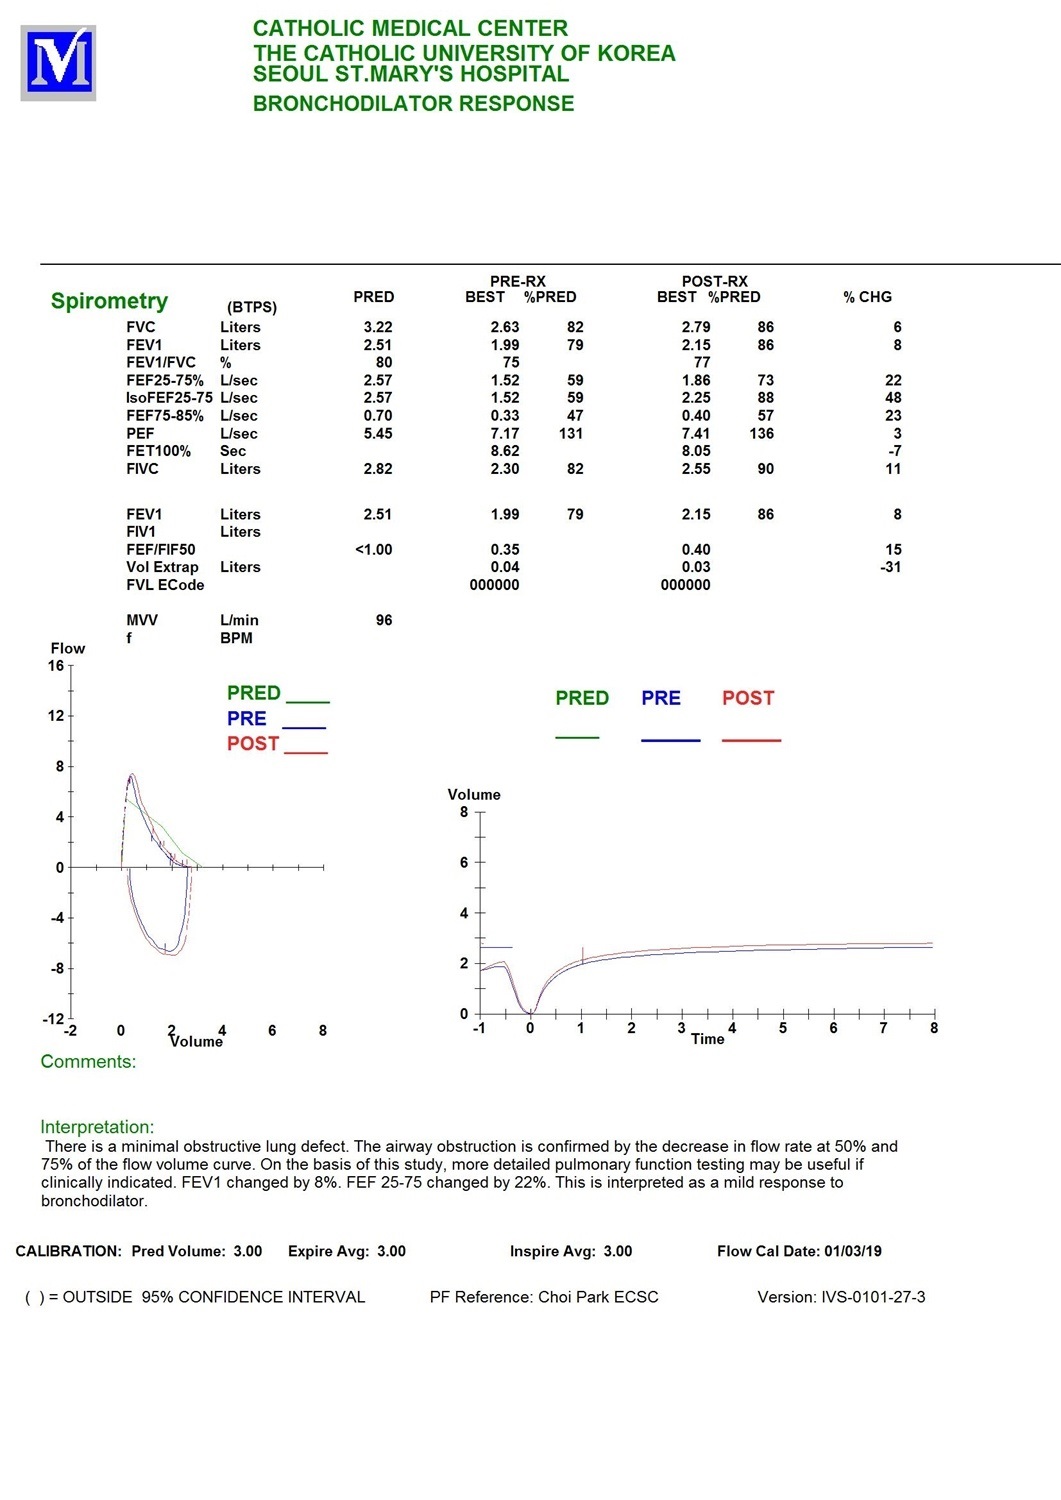 CATHOLIC MEDICAL CENTER
THE CATHOLIC UNIVERSITY OF KOREA
SEOUL ST.MARY'S HOSPITAL
BRONCHODILATOR RESPONSE
PRE-RX POST-RX
Spirometry (BTPS) PRED BEST %PRED BEST %PRED % CHG
FVC Liters 3.22 2.63 82 2.79 86 6
FEV1 Liters 2.51 1.99 79 2.15 86 8
FEV1/FVC % 80 75 77
FEF25-75% L/sec 2.57 1.52 59 1.86 73 22
IsoFEF25-75 L/sec 2.57 1.52 59 2.25 88 48
FEF75-85% L/sec 0.70 0.33 47 0.40 57 23
PEF L/sec 5.45 7.17 131 7.41 136 3
FET100% Sec 8.62 8.05 -7
FIVC Liters 2.82 2.30 82 2.55 90 11
FEV1 Liters 2.51 1.99 79 2.15 86 8
FIV1 Liters
FEF/FIF50 <1.00 0.35 0.40 15
Vol Extrap Liters 0.04 0.03 -31
FVL ECode 000000 000000
MVV L/min 96
f BPM
Flow
16
12
8
4
0
-4
-8
-12
-2 0 2 4 6 8
Volume
PRED
PRE
POST
PRED PRE POST
Volume
8
6
4
2
0
-1 0 1 2 3 4 5 6 7 8
Time
Comments:
Interpretation:
There is a minimal obstructive lung defect. The airway obstruction is confirmed by the decrease in flow rate at 50% and
75% of the flow volume curve. On the basis of this study, more detailed pulmonary function testing may be useful if
clinically indicated. FEV1 changed by 8%. FEF 25-75 changed by 22%. This is interpreted as a mild response to
bronchodilator.
CALIBRATION: Pred Volume: 3.00 Expire Avg: 3.00 Inspire Avg: 3.00 Flow Cal Date: 01/03/19
( ) = OUTSIDE 95% CONFIDENCE INTERVAL PF Reference: Choi Park ECSC Version: IVS-0101-27-3